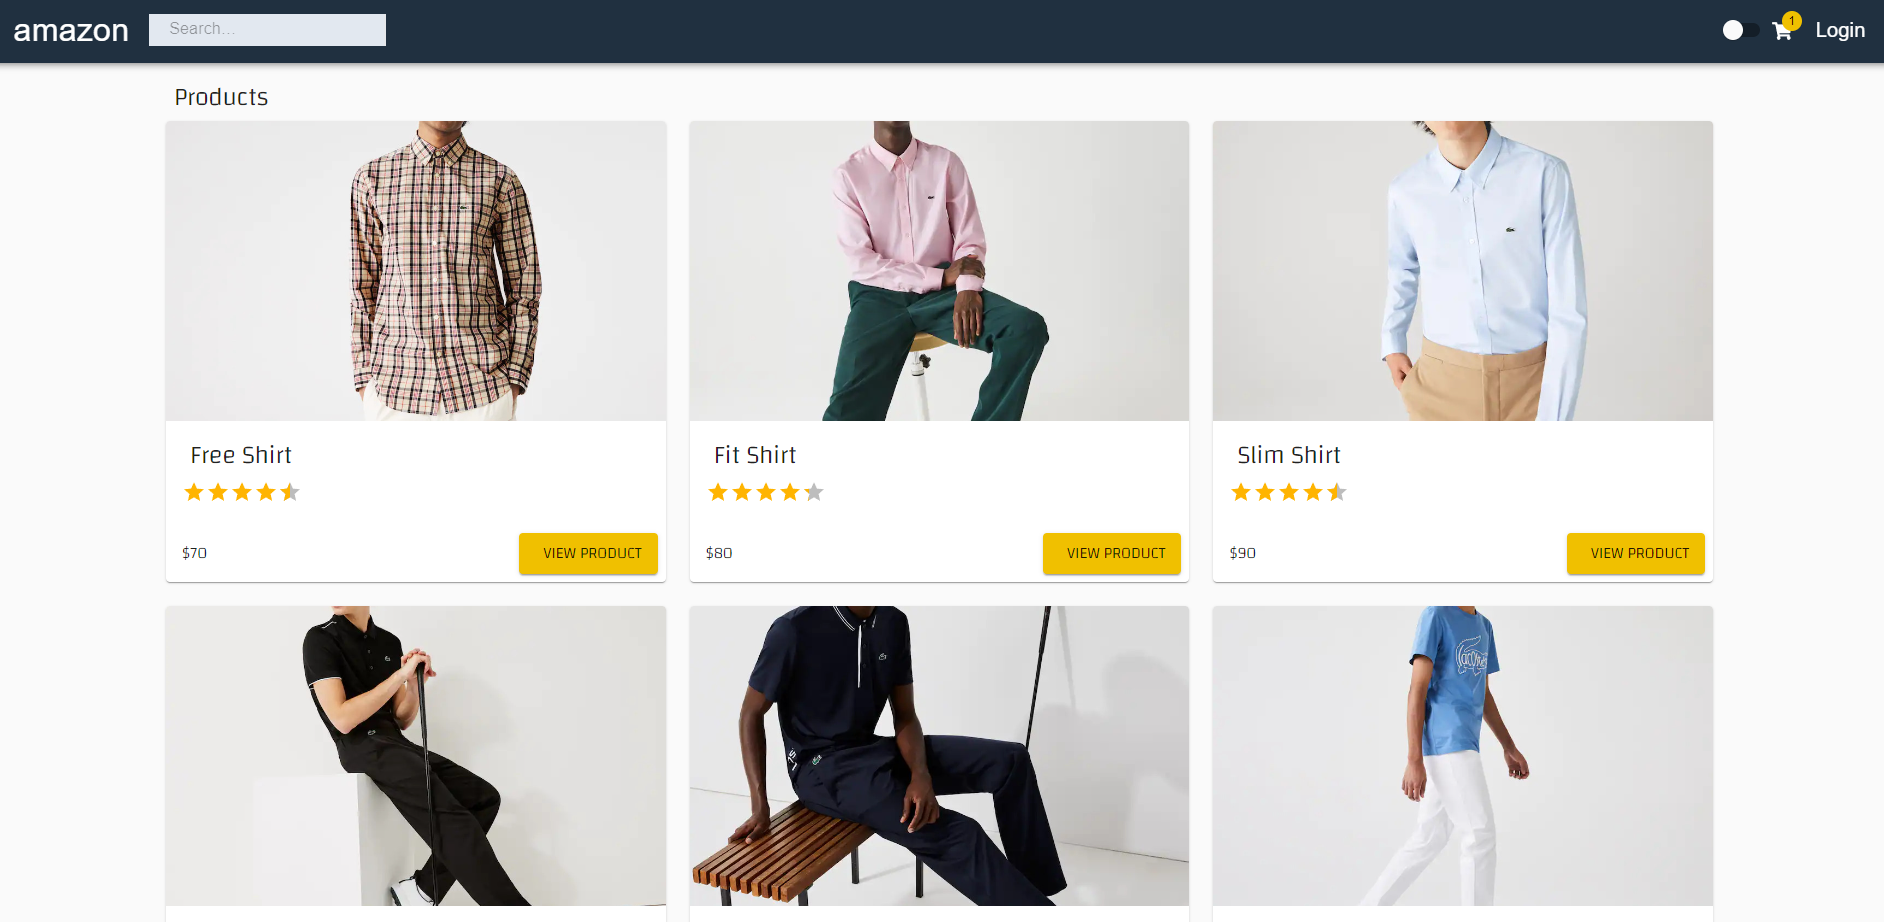 amazon
Search...
1
Login
Products
Free Shirt
Fit Shirt
Slim Shirt
$70
VIEW PRODUCT
$80
VIEW PRODUCT
$90
VIEW PRODUCT